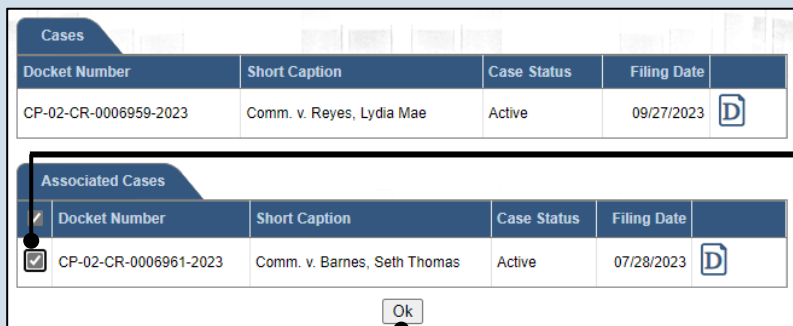 Cases
Docket Number Short Caption Case Status Filing Date
CP-02-CR-0006959-2023 Comm. v. Reyes, Lydia Mae Active 09/27/2023 D
Associated Cases
Docket Number Short Caption Case Status Filing Date
CP-02-CR-0006961-2023 Comm. v. Barnes, Seth Thomas Active 07/28/2023 D
Ok